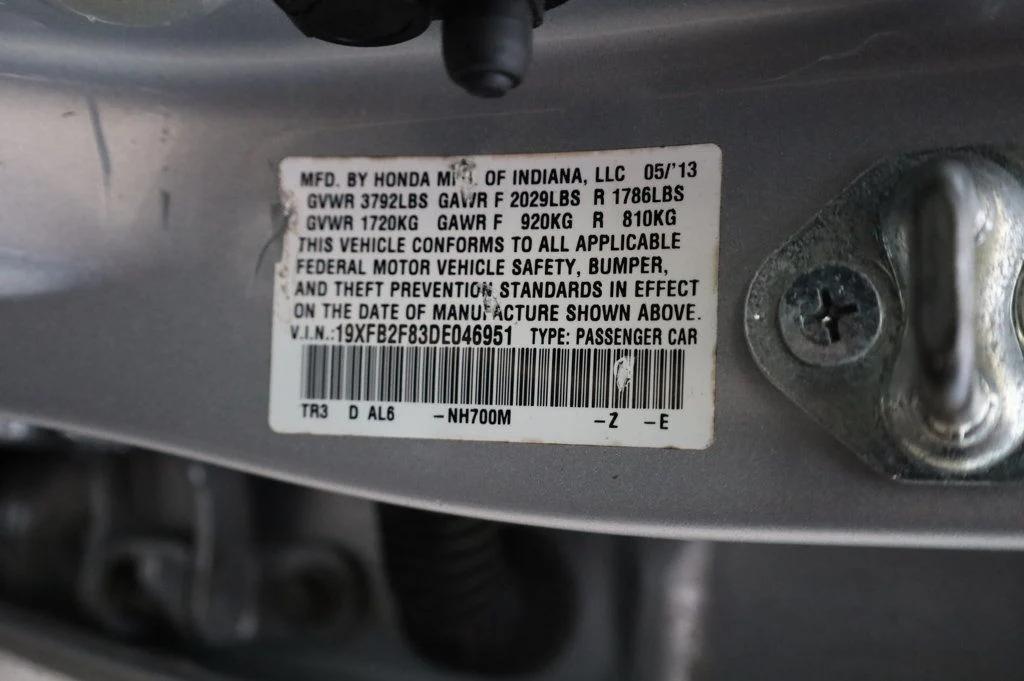 MFD. BY HONDA OF INDIANA, LLC 05/'13
GVWR 3792LBS GAWR F 2029LBS R 1786LBS
GVWR 1720KG GAWR F 920KG R 810KG
THIS VEHICLE CONFORMS TO ALL APPLICABLE
FEDERAL MOTOR VEHICLE SAFETY, BUMPER,
AND THEFT PREVENTION STANDARDS IN EFFECT
ON THE DATE OF MANUFACTURE SHOWN ABOVE.
V.I.N.:19XFB2F83DE046951 TYPE: PASSENGER CAR
TR3 D AL6 -NH700M -Z -E